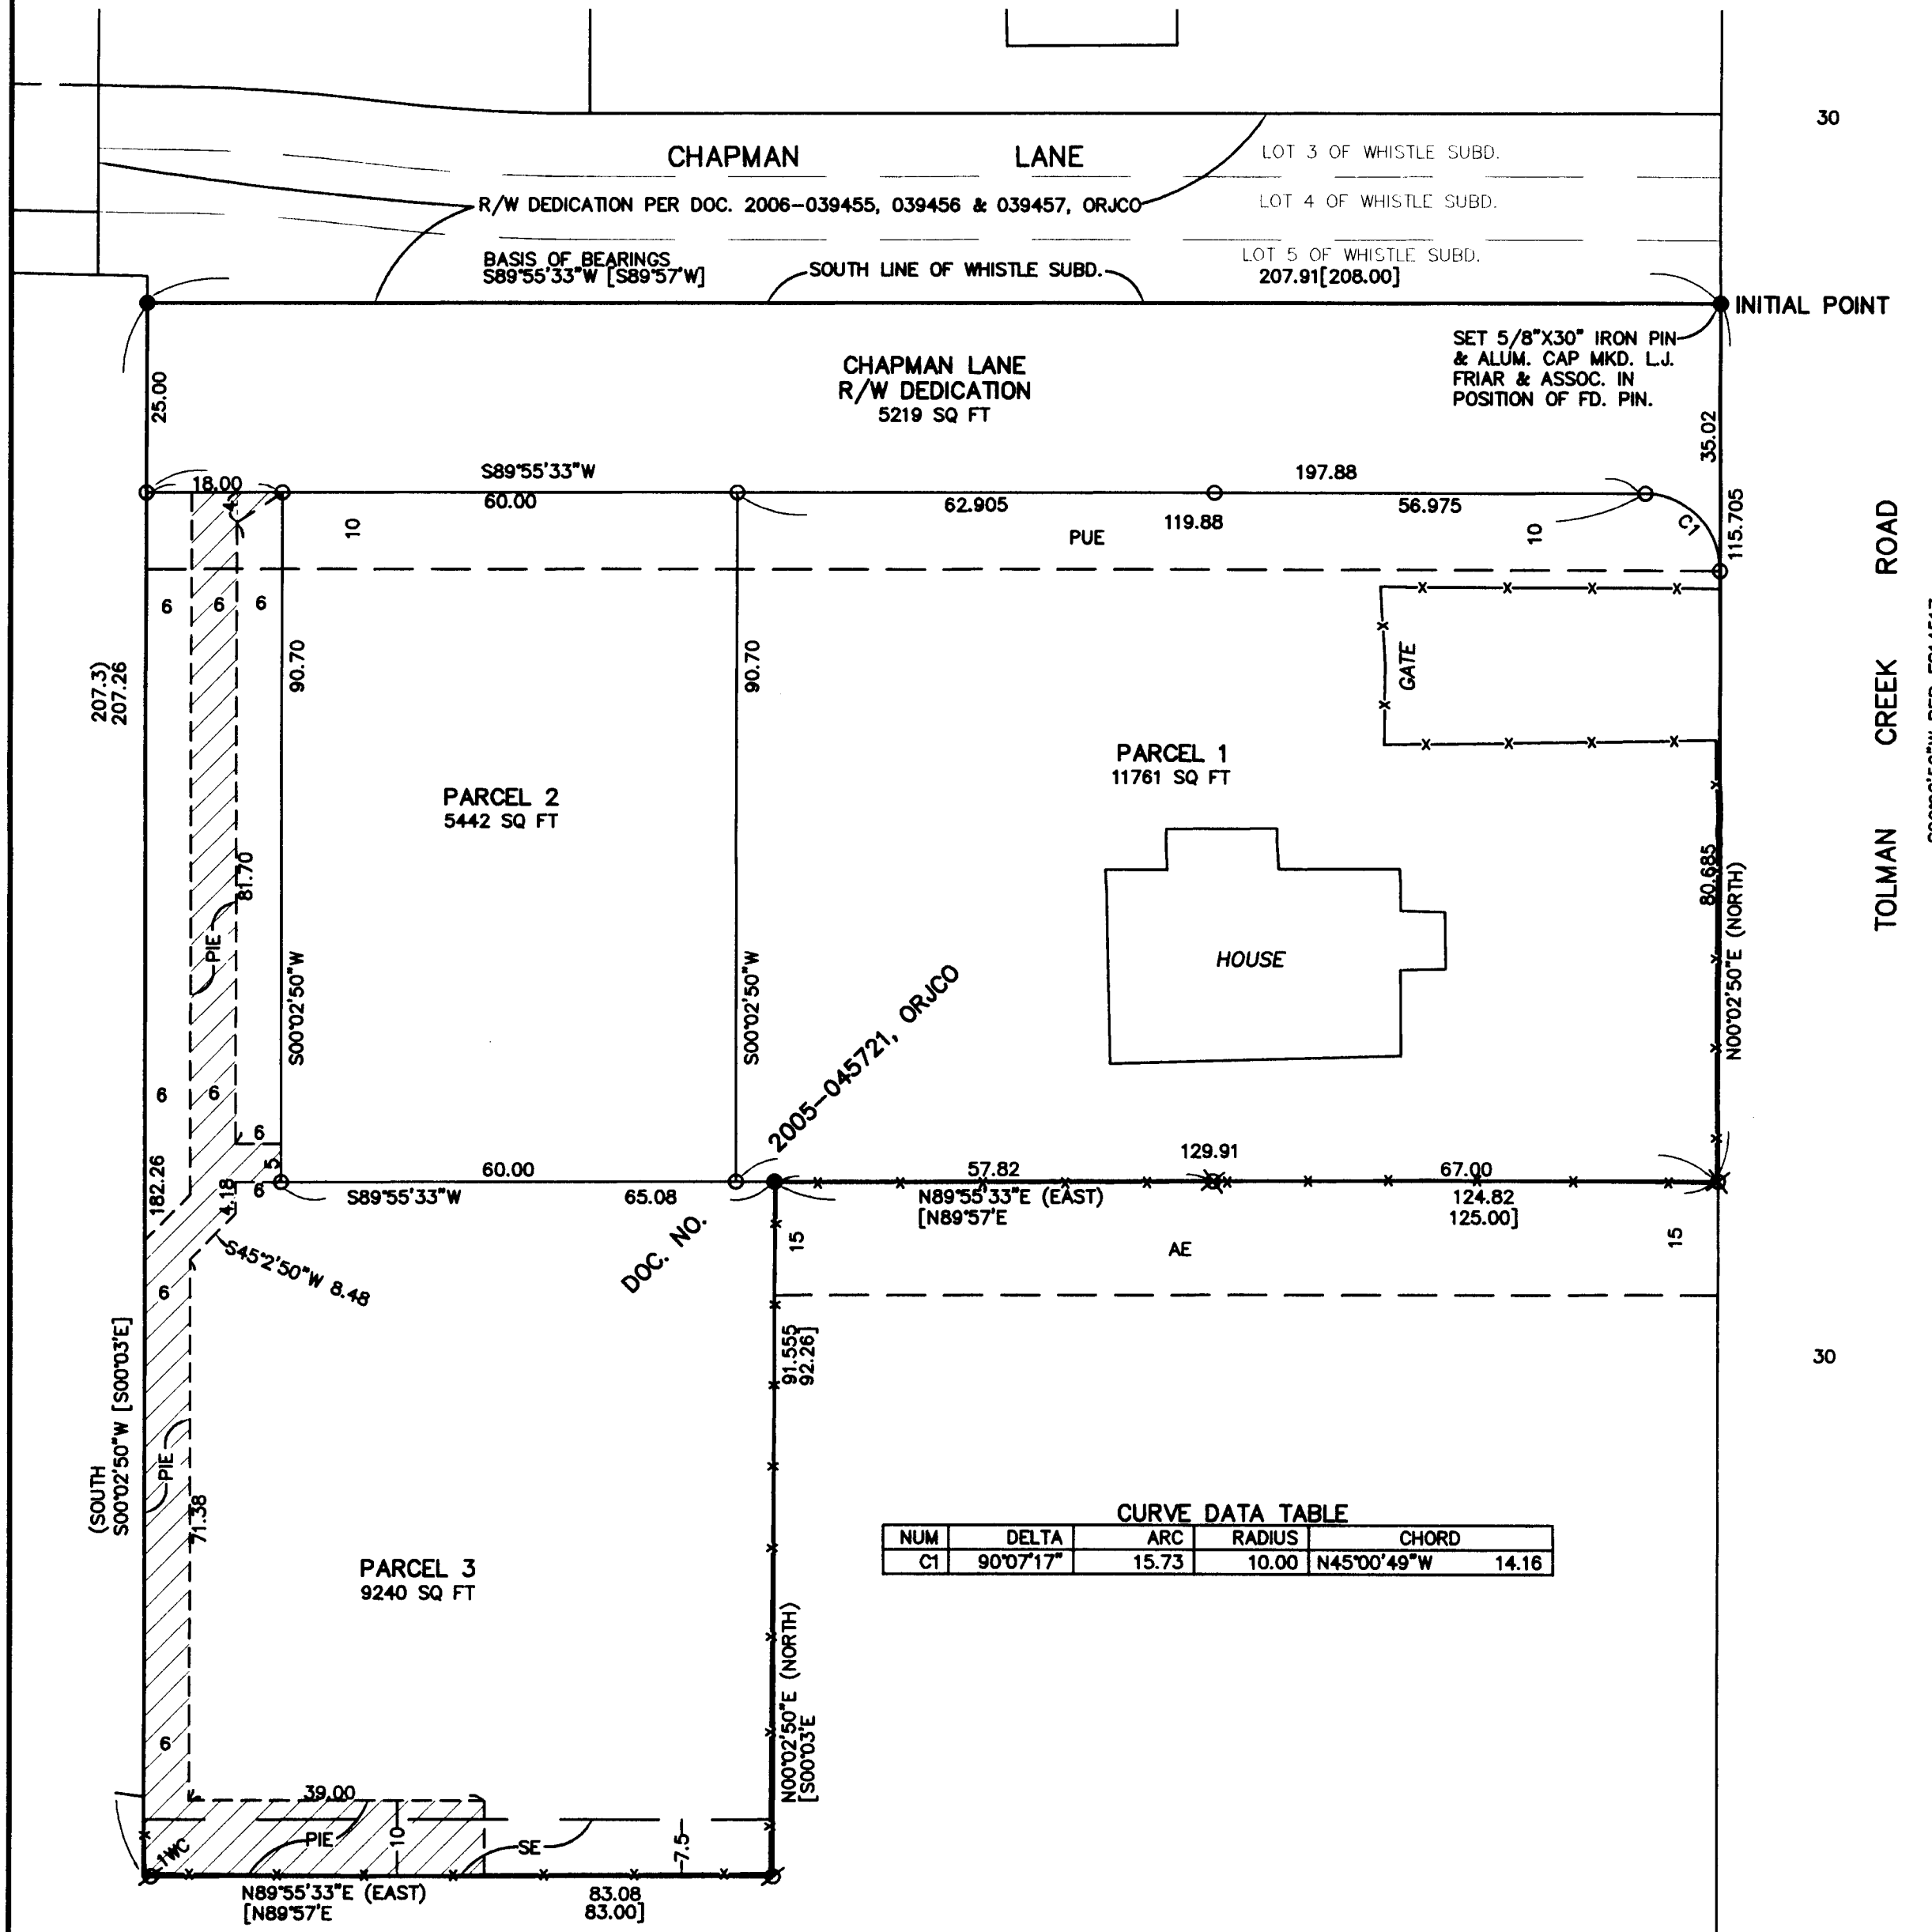 30
CHAPMAN LANE
LOT 3 OF WHISTLE SUBD.
R/W DEDICATION PER DOC. 2006-039455, 039456 & 039457, ORJCO
LOT 4 OF WHISTLE SUBD.
BASIS OF BEARINGS
S89°55'33"W [S89°57'W]
SOUTH LINE OF WHISTLE SUBD.
LOT 5 OF WHISTLE SUBD.
207.91[208.00]
INITIAL POINT
SET 5/8"X30" IRON PIN
& ALUM. CAP MKD. L.J.
FRIAR & ASSOC. IN
POSITION OF FD. PIN.
CHAPMAN LANE
R/W DEDICATION
5219 SQ FT
25.00
35.02
S89°55'33"W
197.88
18.00
60.00
62.905
56.975
119.88
4
10
PUE
10
C1
115.705
TOLMAN CREEK ROAD
6
6
6
207.3)
207.26
90.70
90.70
GATE
PARCEL 1
11761 SQ FT
PARCEL 2
5442 SQ FT
81.70
PIE
80.685
N00°02'50"E (NORTH)
HOUSE
S00°02'50"W
S00°02'50"W
DOC. NO. 2005-045721, ORJCO
6
6
6
5
6
182.26
4.18
60.00
S89°55'33"W
65.08
129.91
57.82
67.00
N89°55'33"E (EAST)
[N89°57'E
124.82
125.00]
15
AE
15
S45°2'50"W 8.48
6
91.555
92.26]
30
(SOUTH
S00°02'50"W [S00°03'E]
PIE
71.38
CURVE DATA TABLE
NUM DELTA ARC RADIUS CHORD
C1 90°07'17" 15.73 10.00 N45°00'49"W 14.16
PARCEL 3
9240 SQ FT
N00°02'50"E (NORTH)
[S00°03'E
6
39.00
PIE
10
SE
7.5
1WC
N89°55'33"E (EAST)
[N89°57'E
83.08
83.00]